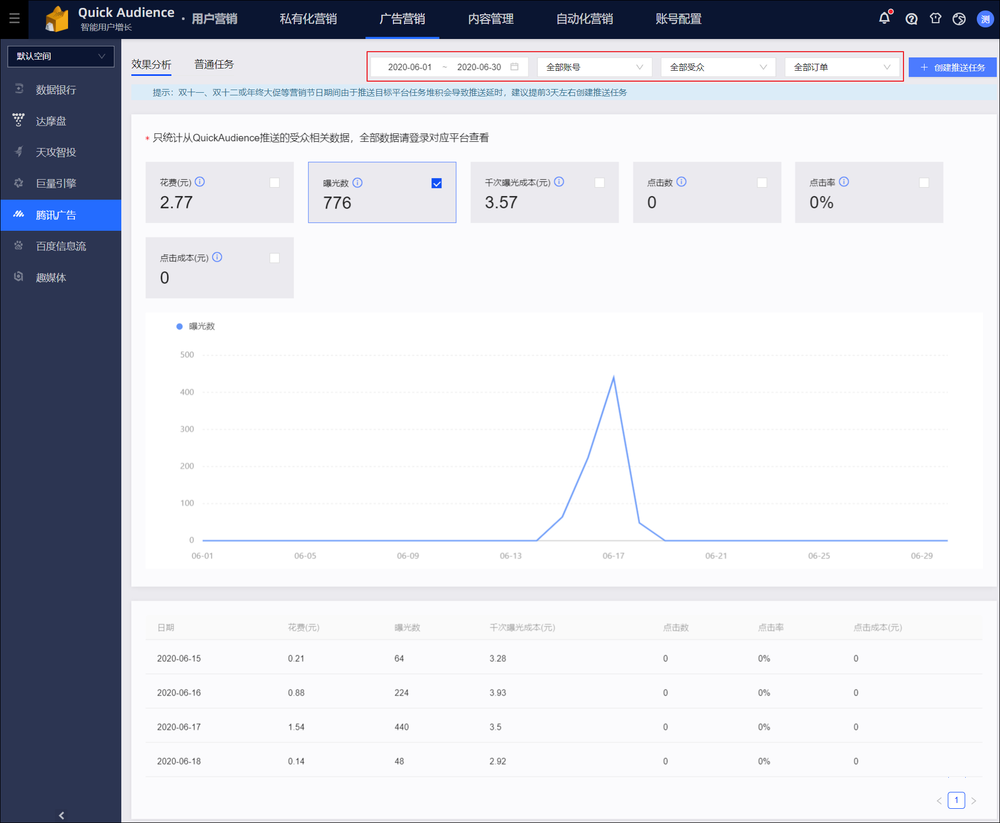 Quick Audience
智能用户增长
· 用户营销
私有化营销
广告营销
内容管理
自动化营销
账号配置
测
默认空间
数据银行
达摩盘
天攻智投
巨量引擎
腾讯广告
百度信息流
趣媒体
效果分析
普通任务
2020-06-01 ~ 2020-06-30
全部账号
全部受众
全部订单
+ 创建推送任务
提示：双十一、双十二或年终大促等营销节日期间由于推送目标平台任务堆积会导致推送延时，建议提前3天左右创建推送任务
* 只统计从QuickAudience推送的受众相关数据，全部数据请登录对应平台查看
花费(元)
2.77
曝光数
776
千次曝光成本(元)
3.57
点击数
0
点击率
0%
点击成本(元)
0
曝光数
500
400
300
200
100
0
06-01 06-05 06-09 06-13 06-17 06-21 06-25 06-29
日期 花费(元) 曝光数 千次曝光成本(元) 点击数 点击率 点击成本(元)
2020-06-15 0.21 64 3.28 0 0% 0
2020-06-16 0.88 224 3.93 0 0% 0
2020-06-17 1.54 440 3.5 0 0% 0
2020-06-18 0.14 48 2.92 0 0% 0
< 1 >